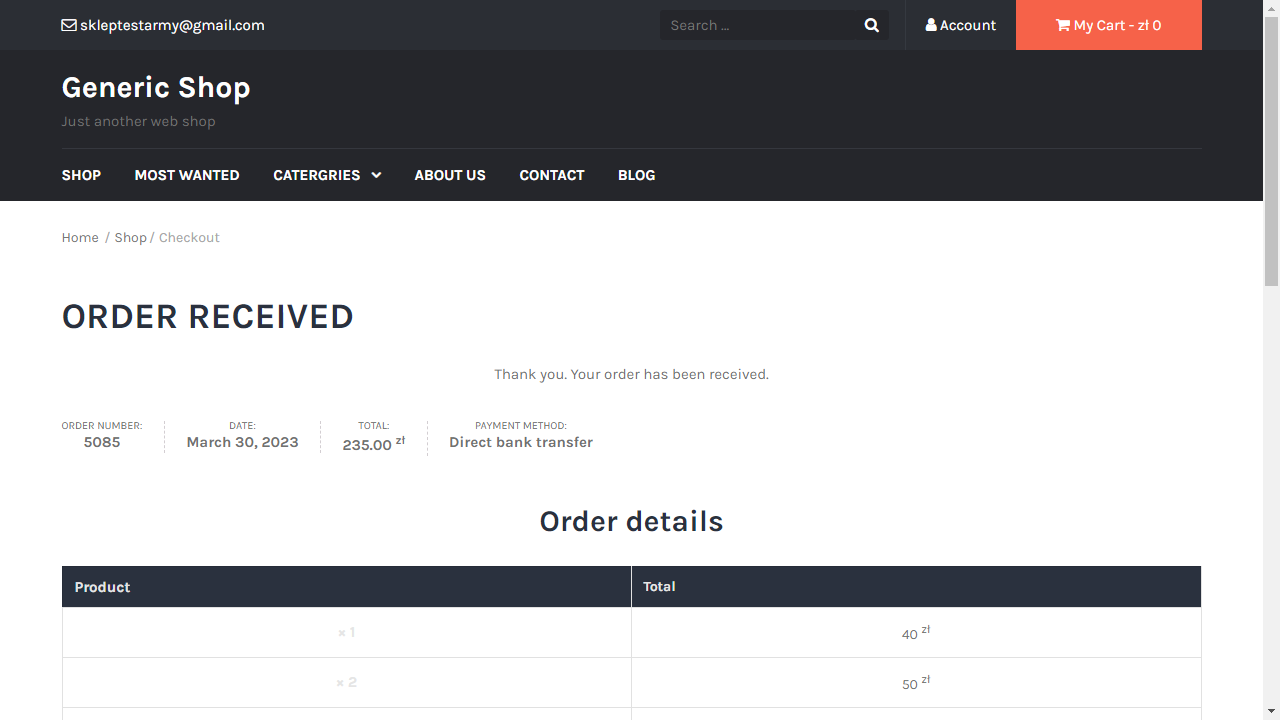 skleptestarmy@gmail.com
Search ...
Account
My Cart - zł 0
Generic Shop
Just another web shop
SHOP
MOST WANTED
CATERGRIES
ABOUT US
CONTACT
BLOG
Home / Shop / Checkout
ORDER RECEIVED
Thank you. Your order has been received.
ORDER NUMBER:
5085
DATE:
March 30, 2023
TOTAL:
235.00 zł
PAYMENT METHOD:
Direct bank transfer
Order details
Product
Total
× 1
40 zł
× 2
50 zł